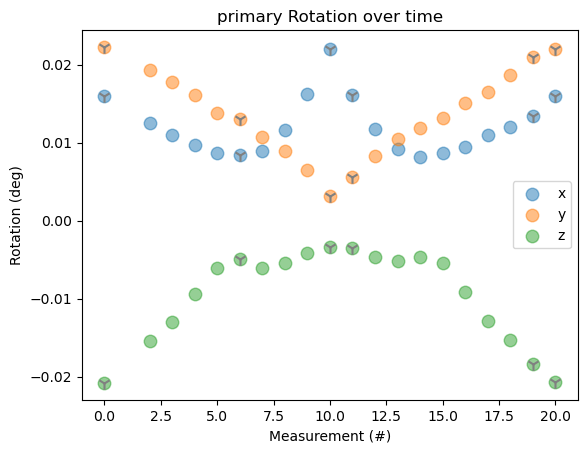 primary Rotation over time
Rotation (deg)
0.02
0.01
0.00
−0.01
−0.02
x
y
z
0.0 2.5 5.0 7.5 10.0 12.5 15.0 17.5 20.0
Measurement (#)